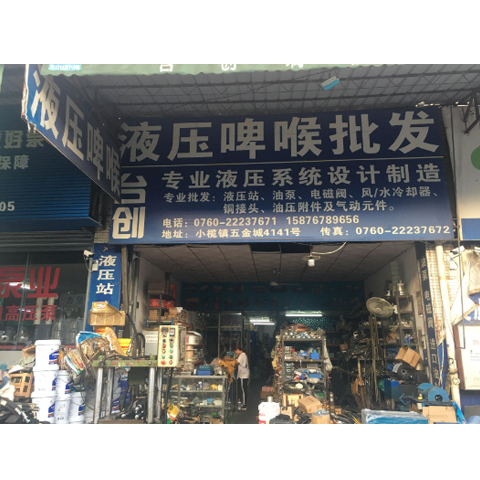 液压啤喉批发
台创
专业液压系统设计制造
专业批发：液压站、油泵、电磁阀、风/水冷却器、
铜接头、油压附件及气动元件。
电话：0760-22237671 15876789656
地址：小榄镇五金城4141号 传真：0760-22237672
液压啤喉
液压站
保障
05
泵业